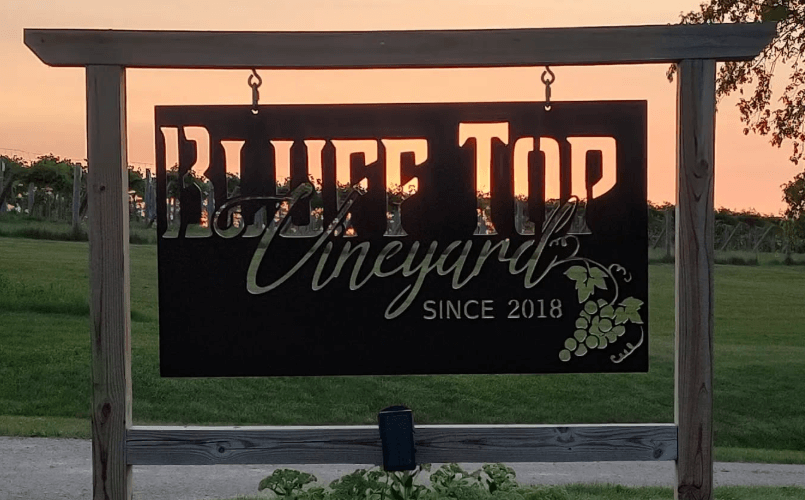 BLUFF TOP
Vineyard
SINCE 2018